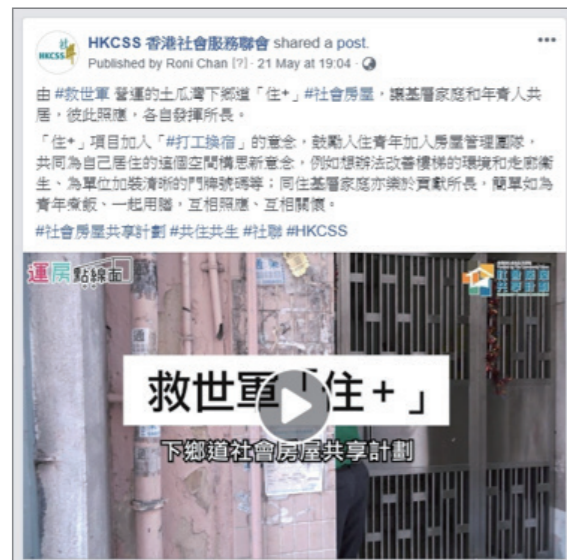 HKCSS 香港社會服務聯會 shared a post.
Published by Roni Chan [?] · 21 May at 19:04 ·
由 #救世軍 營運的土瓜灣下鄉道「住+」#社會房屋，讓基層家庭和年青人共
居，彼此照應，各自發揮所長。
「住+」項目加入「#打工換宿」的意念，鼓勵入住青年加入房屋管理團隊，
共同為自己居住的這個空間構思新意念，例如想辦法改善樓梯的環境和走廊衞
生、為單位加裝清晰的門牌號碼等；同住基層家庭亦樂於貢獻所長，簡單如為
青年煮飯、一起用膳，互相照應、互相關懷。
#社會房屋共享計劃 #共住共生 #社聯 #HKCSS
HKCSS
運房點線面
社會房屋
共享計劃
救世軍「住+」
下鄉道社會房屋共享計劃